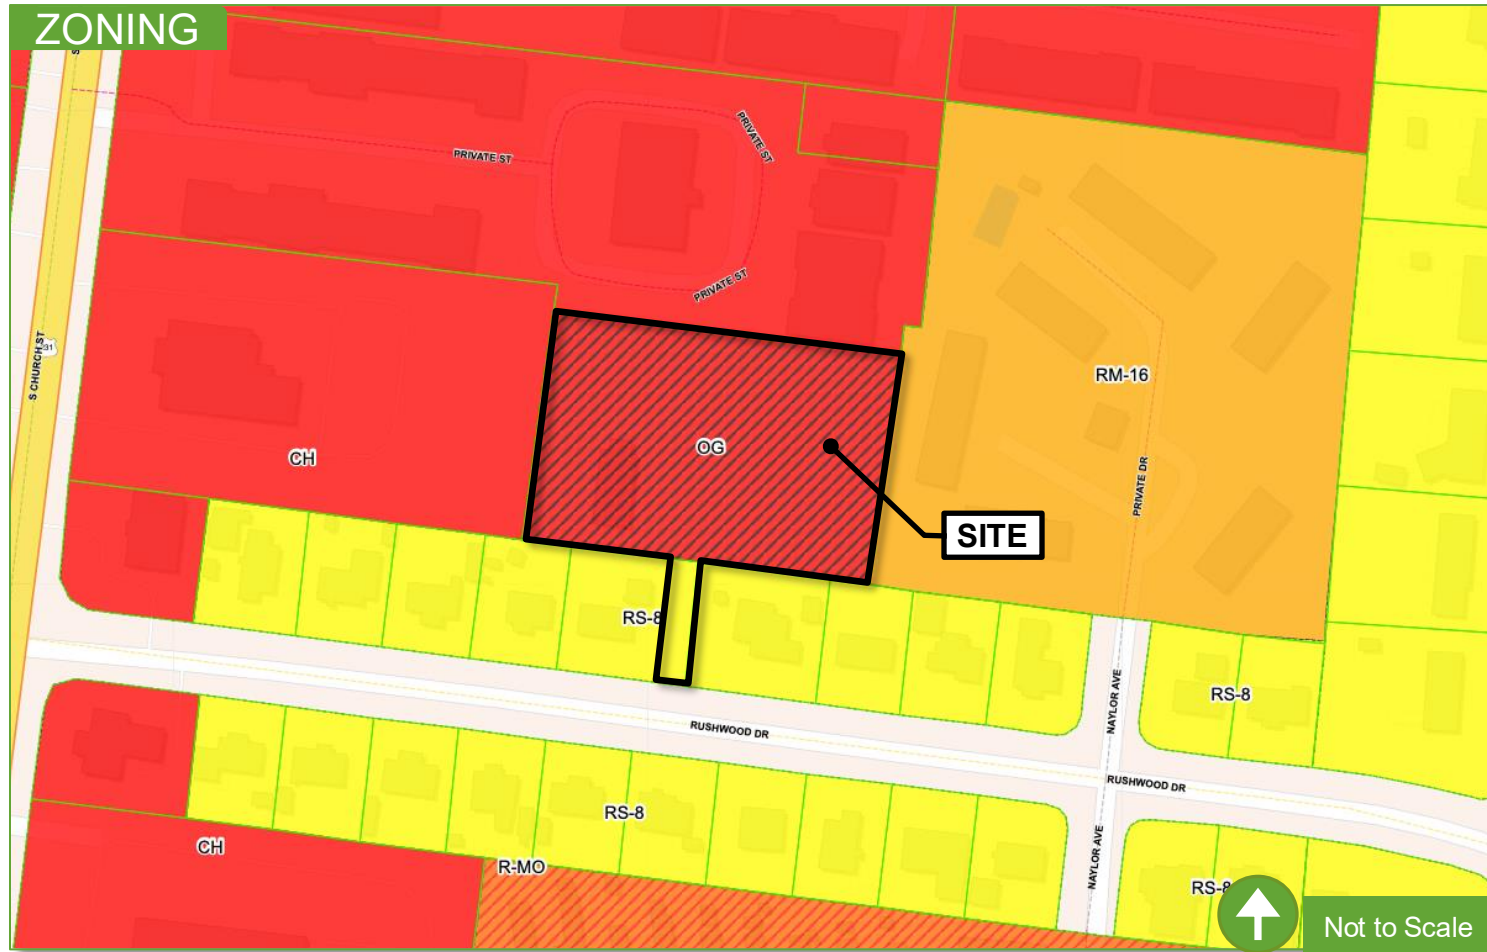 ZONING
S
PRIVATE ST
PRIVATE ST
PRIVATE ST
S CHURCH ST
231
RM-16
OG
CH
PRIVATE DR
SITE
RS-8
RS-8
NAYLOR AVE
RUSHWOOD DR
RUSHWOOD DR
RS-8
CH
R-MO
NAYLOR AVE
RS-8
Not to Scale